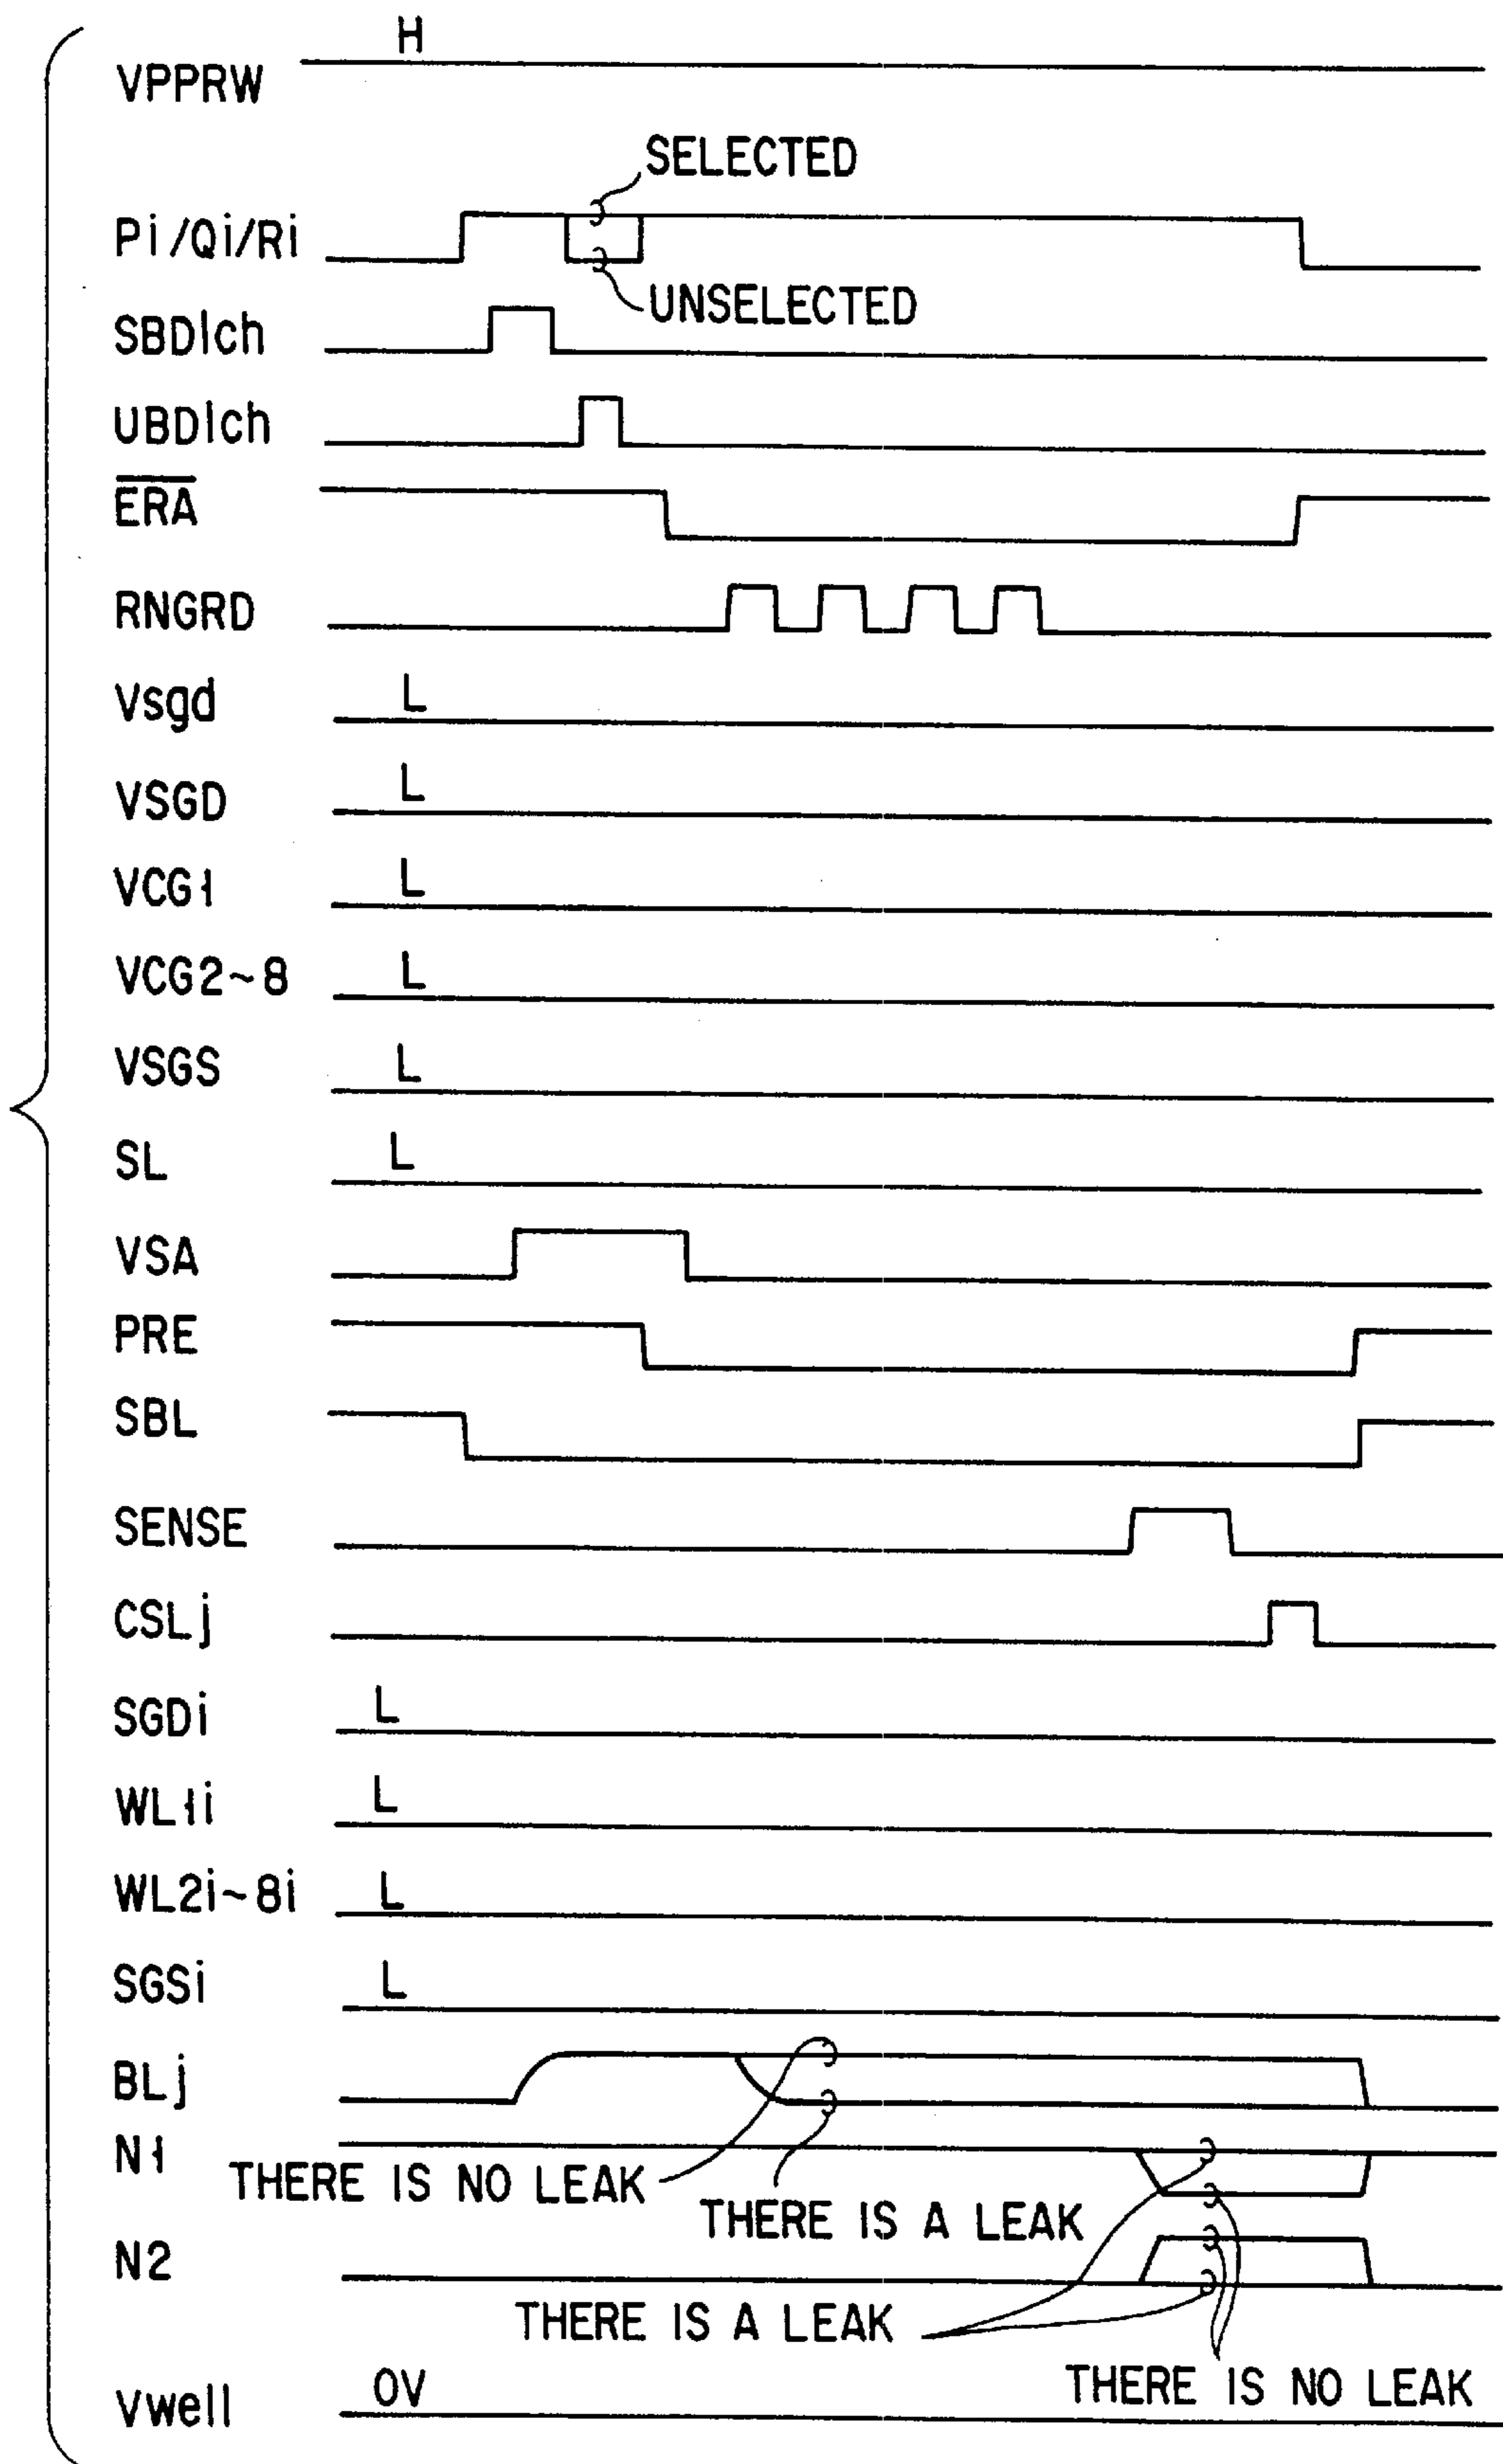 H
VPPRW
SELECTED
Pi/Qi/Ri
UNSELECTED
SBDlch
UBDlch
ERA
RNGRD
Vsgd L
VSGD L
VCG1 L
VCG2~8 L
VSGS L
SL L
VSA
PRE
SBL
SENSE
CSLj
SGDi L
WL1i L
WL2i~8i L
SGSi L
BLj
N1
THERE IS NO LEAK
THERE IS A LEAK
N2
THERE IS A LEAK
THERE IS NO LEAK
Vwell 0V